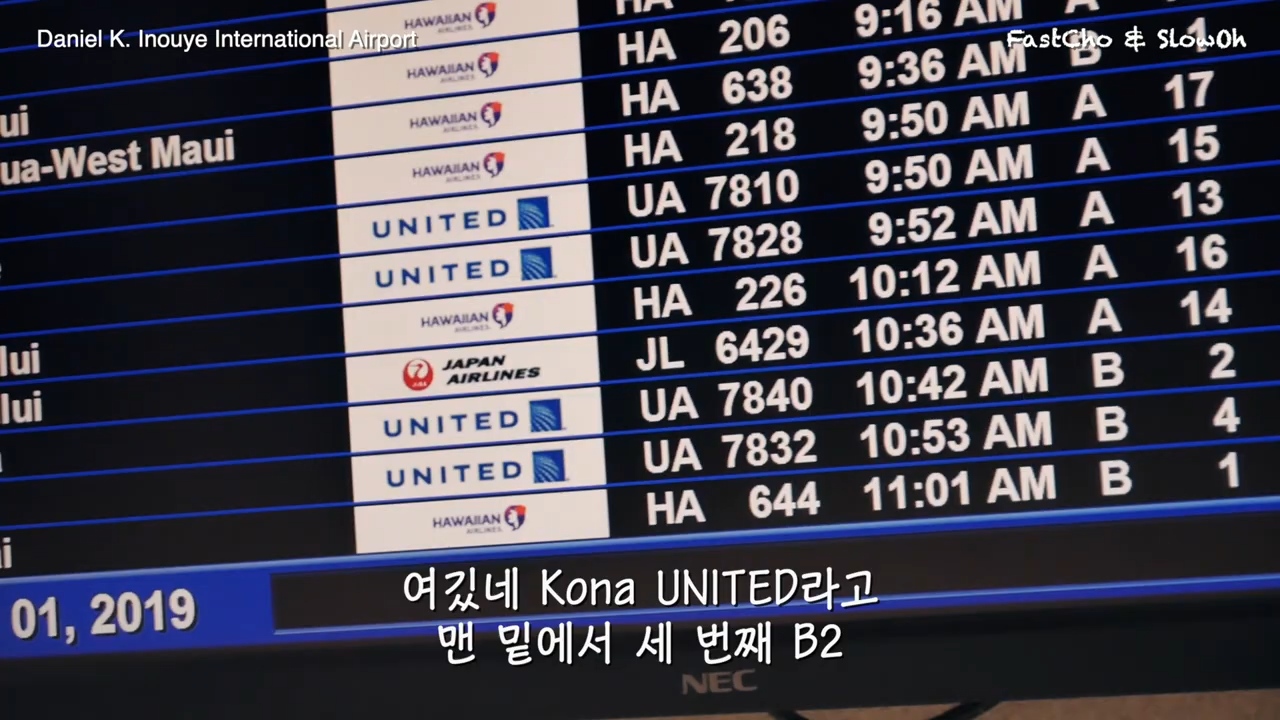 Daniel K. Inouye International Airport
FastCho & SlowOh
HAWAIIAN AIRLINES HA
ui HAWAIIAN AIRLINES HA 206 9:16 AM A
ua-West Maui HAWAIIAN AIRLINES HA 638 9:36 AM B 1
HAWAIIAN AIRLINES HA 218 9:50 AM A 17
UNITED UA 7810 9:50 AM A 15
UNITED UA 7828 9:52 AM A 13
lui HAWAIIAN AIRLINES HA 226 10:12 AM A 16
lui JAL JAPAN AIRLINES JL 6429 10:36 AM A 14
UNITED UA 7840 10:42 AM B 2
UNITED UA 7832 10:53 AM B 4
i HAWAIIAN AIRLINES HA 644 11:01 AM B 1
01, 2019
여깄네 Kona UNITED라고
맨 밑에서 세 번째 B2
NEC